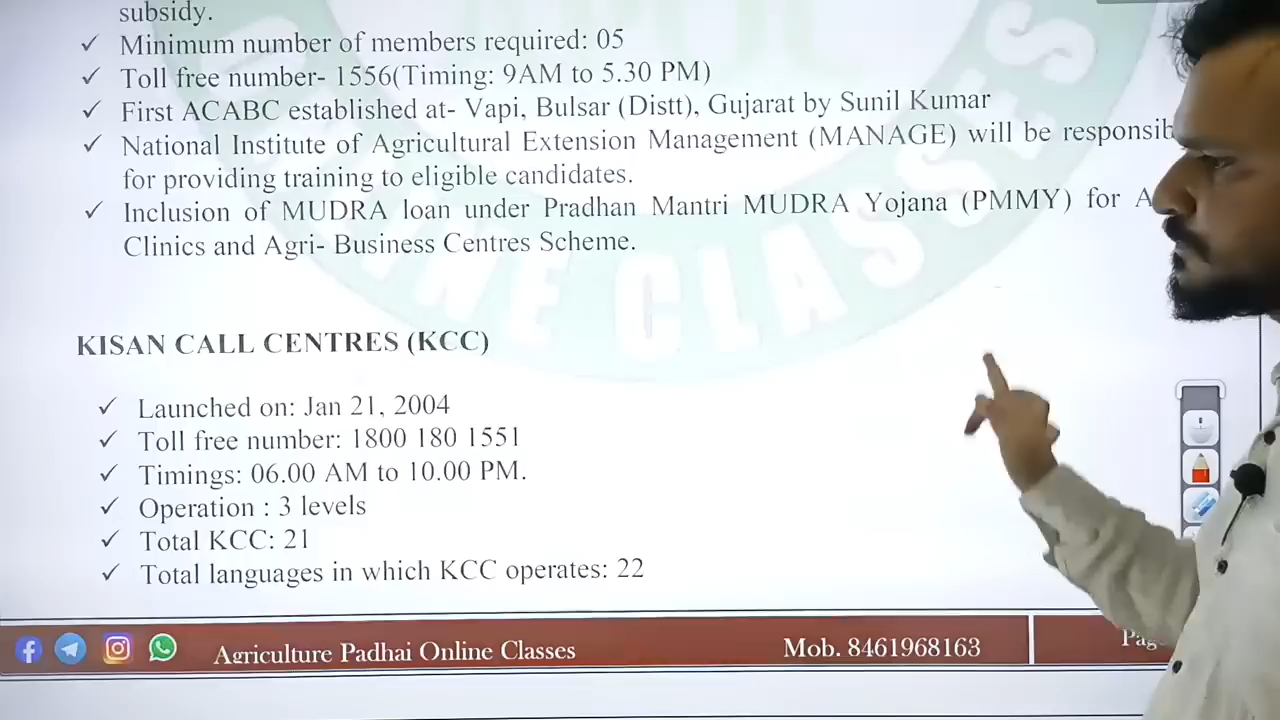 subsidy.
✓ Minimum number of members required: 05
✓ Toll free number- 1556(Timing: 9AM to 5.30 PM)
✓ First ACABC established at- Vapi, Bulsar (Distt), Gujarat by Sunil Kumar
✓ National Institute of Agricultural Extension Management (MANAGE) will be responsib
for providing training to eligible candidates.
✓ Inclusion of MUDRA loan under Pradhan Mantri MUDRA Yojana (PMMY) for A
Clinics and Agri- Business Centres Scheme.
KISAN CALL CENTRES (KCC)
✓ Launched on: Jan 21, 2004
✓ Toll free number: 1800 180 1551
✓ Timings: 06.00 AM to 10.00 PM.
✓ Operation : 3 levels
✓ Total KCC: 21
✓ Total languages in which KCC operates: 22
Agriculture Padhai Online Classes
Mob. 8461968163
Pag